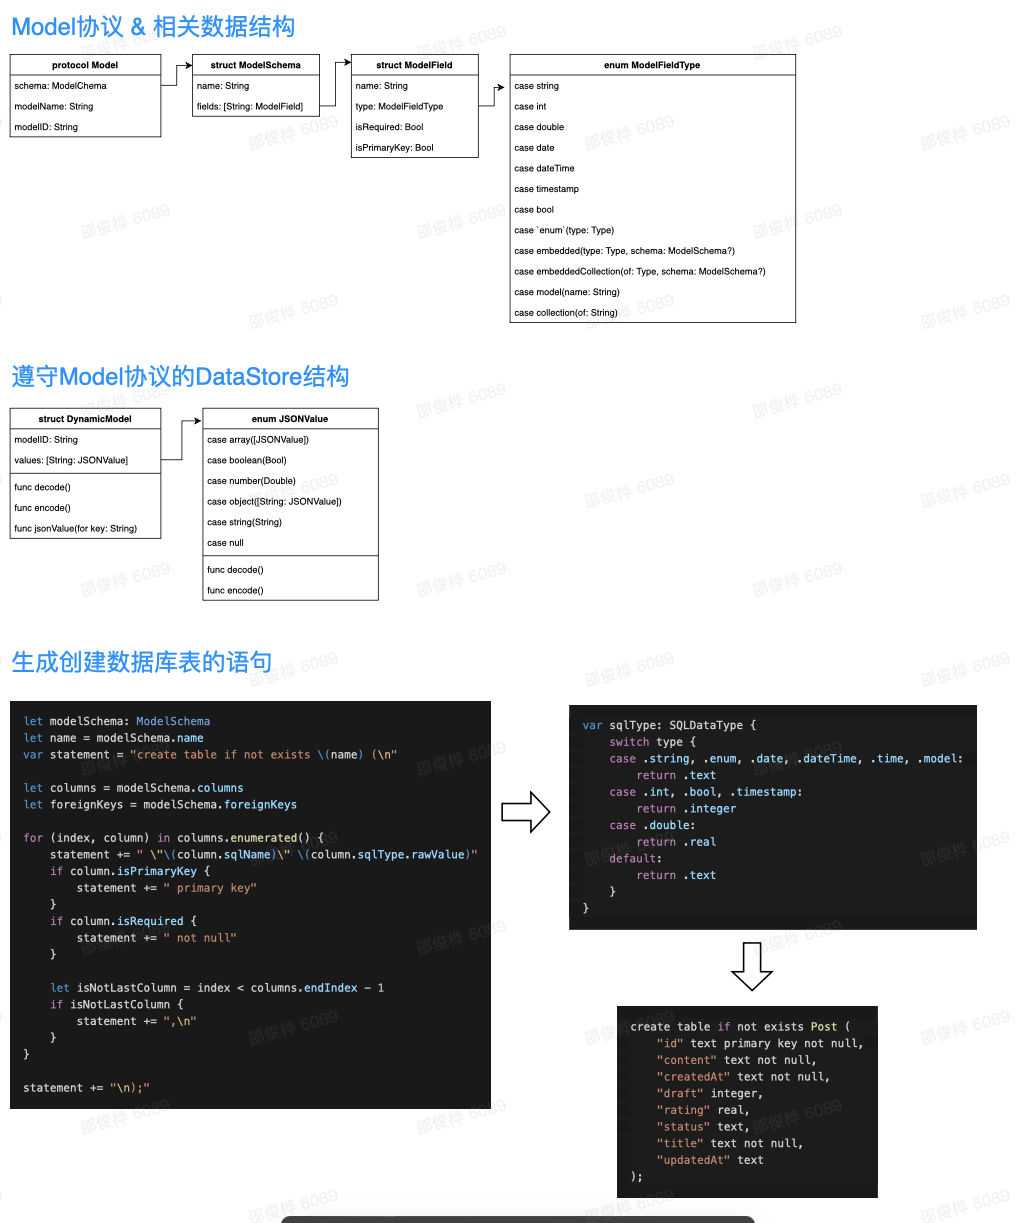 Model协议 & 相关数据结构
protocol Model
schema: ModelChema
modelName: String
modelID: String
struct ModelSchema
name: String
fields: [String: ModelField]
struct ModelField
name: String
type: ModelFieldType
isRequired: Bool
isPrimaryKey: Bool
enum ModelFieldType
case string
case int
case double
case date
case dateTime
case timestamp
case bool
case `enum`(type: Type)
case embedded(type: Type, schema: ModelSchema?)
case embeddedCollection(of: Type, schema: ModelSchema?)
case model(name: String)
case collection(of: String)
遵守Model协议的DataStore结构
struct DynamicModel
modelID: String
values: [String: JSONValue]
func decode()
func encode()
func jsonValue(for key: String)
enum JSONValue
case array([JSONValue])
case boolean(Bool)
case number(Double)
case object([String: JSONValue])
case string(String)
case null
func decode()
func encode()
生成创建数据库表的语句
let modelSchema: ModelSchema
let name = modelSchema.name
var statement = "create table if not exists \(name) (\n"
let columns = modelSchema.columns
let foreignKeys = modelSchema.foreignKeys
for (index, column) in columns.enumerated() {
statement += " \"\(column.sqlName)\" \(column.sqlType.rawValue)"
if column.isPrimaryKey {
statement += " primary key"
}
if column.isRequired {
statement += " not null"
}
let isNotLastColumn = index < columns.endIndex - 1
if isNotLastColumn {
statement += ",\n"
}
}
statement += "\n);"
var sqlType: SQLDataType {
switch type {
case .string, .enum, .date, .dateTime, .time, .model:
return .text
case .int, .bool, .timestamp:
return .integer
case .double:
return .real
default:
return .text
}
}
create table if not exists Post (
"id" text primary key not null,
"content" text not null,
"createdAt" text not null,
"draft" integer,
"rating" real,
"status" text,
"title" text not null,
"updatedAt" text
);
邵俊桦 6089